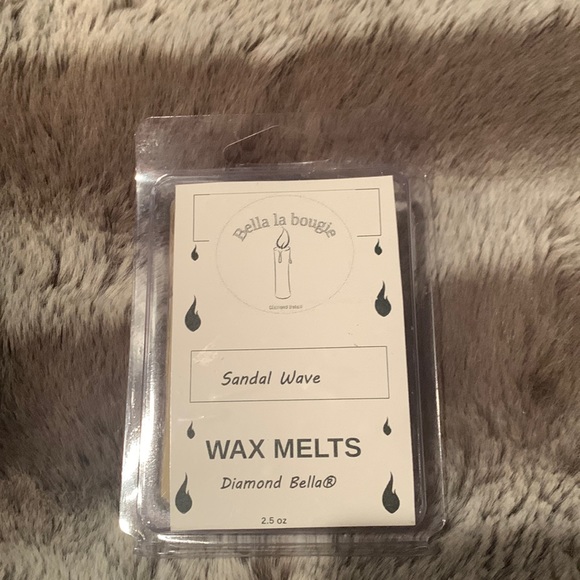 Bella la bougie
Sandal Wave
WAX MELTS
Diamond Bella®
2.5 oz